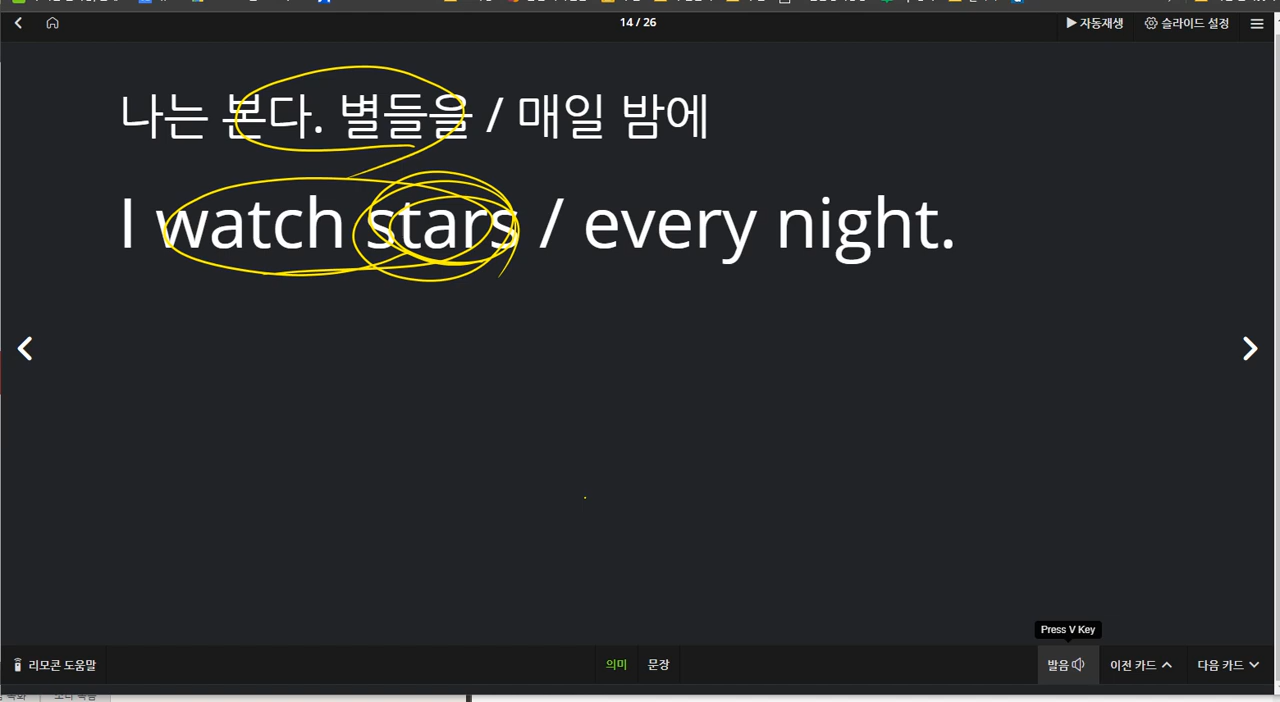 14 / 26
자동재생
슬라이드 설정
나는 본다. 별들을 / 매일 밤에
I watch stars / every night.
Press V Key
리모콘 도움말
의미
문장
발음
이전 카드
다음 카드